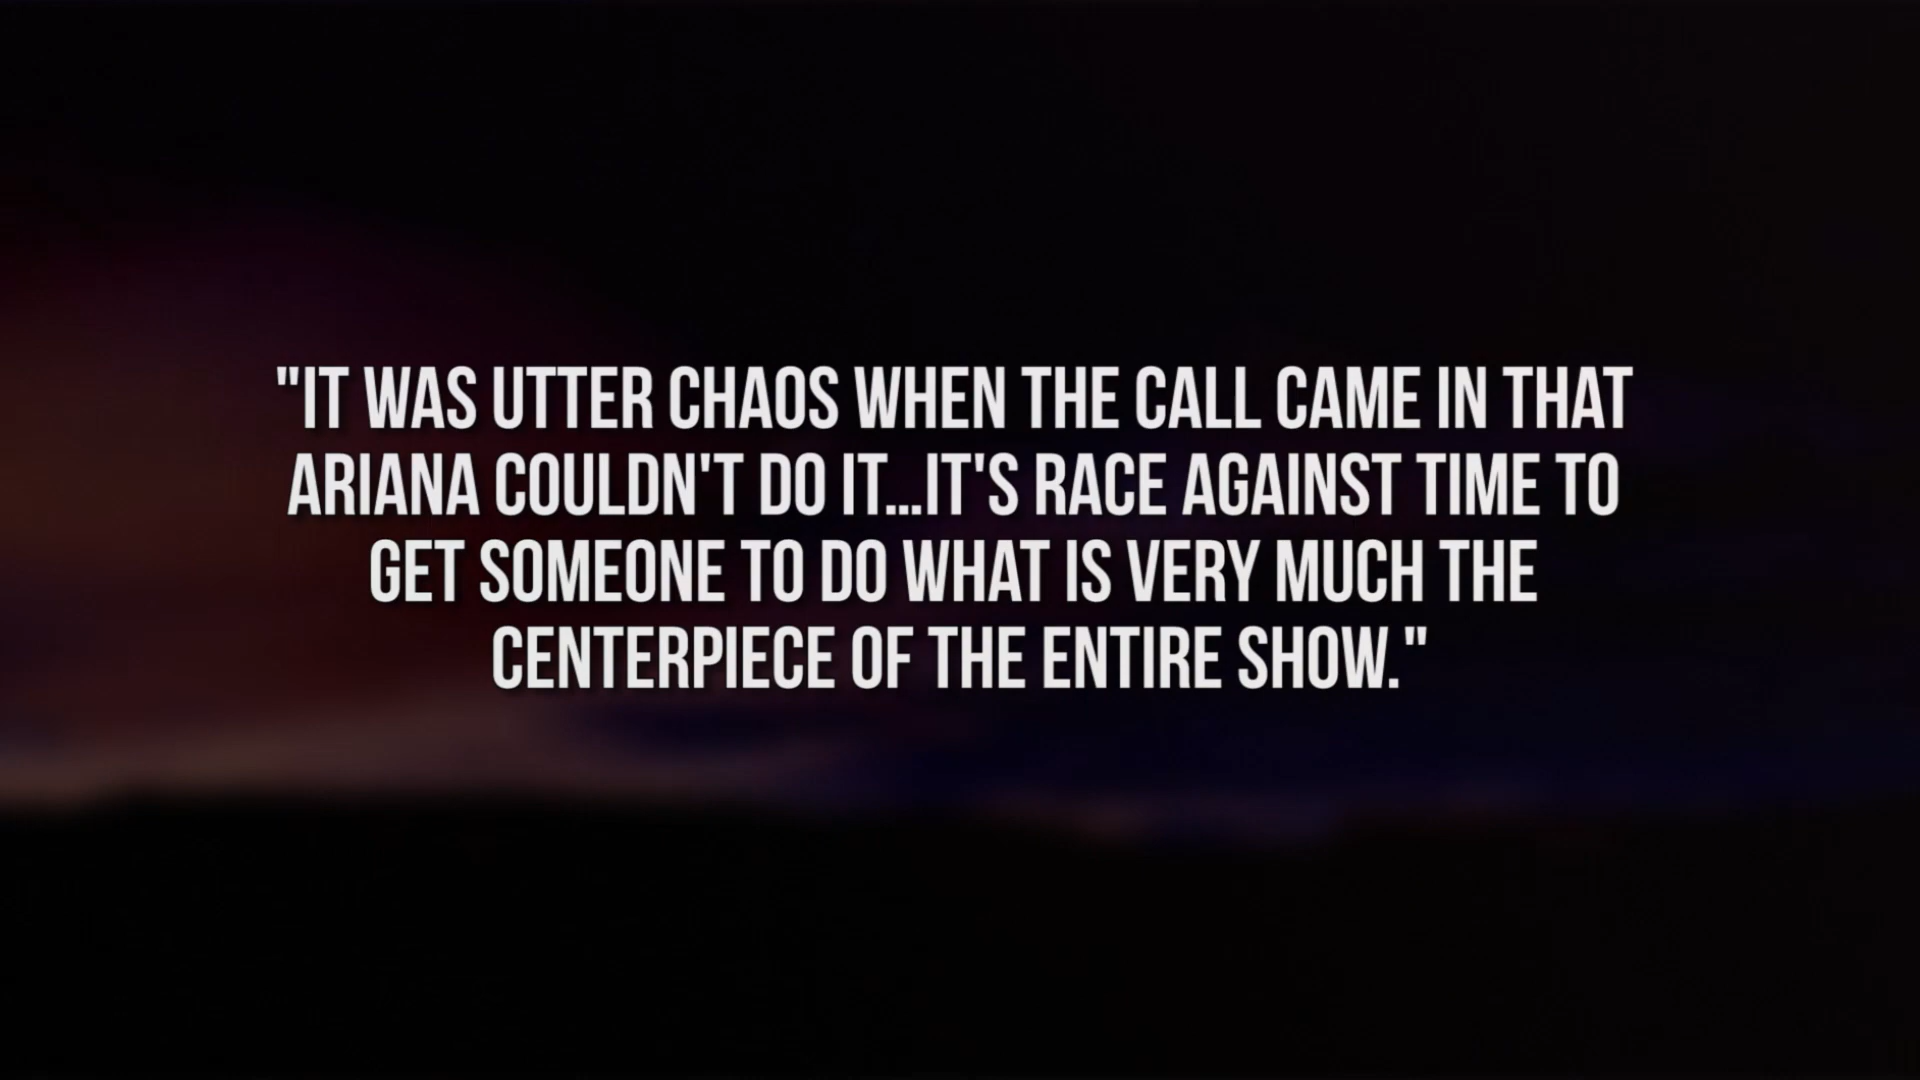 "IT WAS UTTER CHAOS WHEN THE CALL CAME IN THAT
ARIANA COULDN'T DO IT...IT'S RACE AGAINST TIME TO
GET SOMEONE TO DO WHAT IS VERY MUCH THE
CENTERPIECE OF THE ENTIRE SHOW."